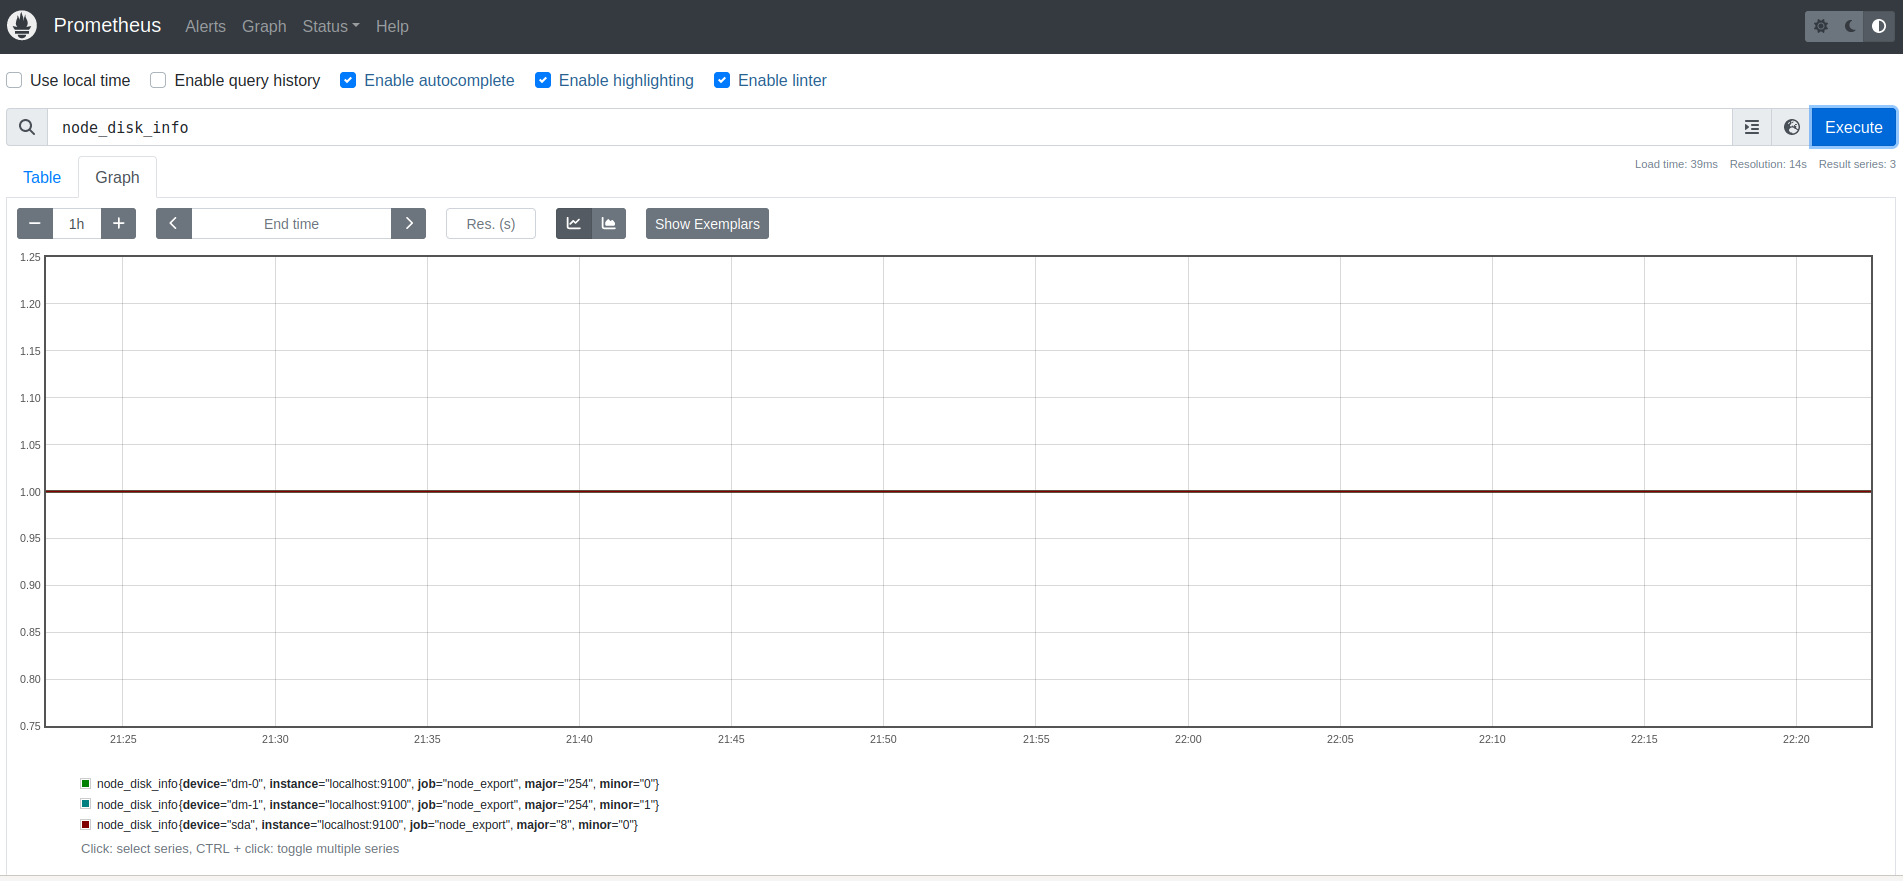 Prometheus Alerts Graph Status Help
Use local time Enable query history Enable autocomplete Enable highlighting Enable linter
node_disk_info Execute
Load time: 39ms Resolution: 14s Result series: 3
Table Graph
1h End time Res. (s) Show Exemplars
1.25
1.20
1.15
1.10
1.05
1.00
0.95
0.90
0.85
0.80
0.75
21:25 21:30 21:35 21:40 21:45 21:50 21:55 22:00 22:05 22:10 22:15 22:20
node_disk_info{device="dm-0", instance="localhost:9100", job="node_export", major="254", minor="0"}
node_disk_info{device="dm-1", instance="localhost:9100", job="node_export", major="254", minor="1"}
node_disk_info{device="sda", instance="localhost:9100", job="node_export", major="8", minor="0"}
Click: select series, CTRL + click: toggle multiple series